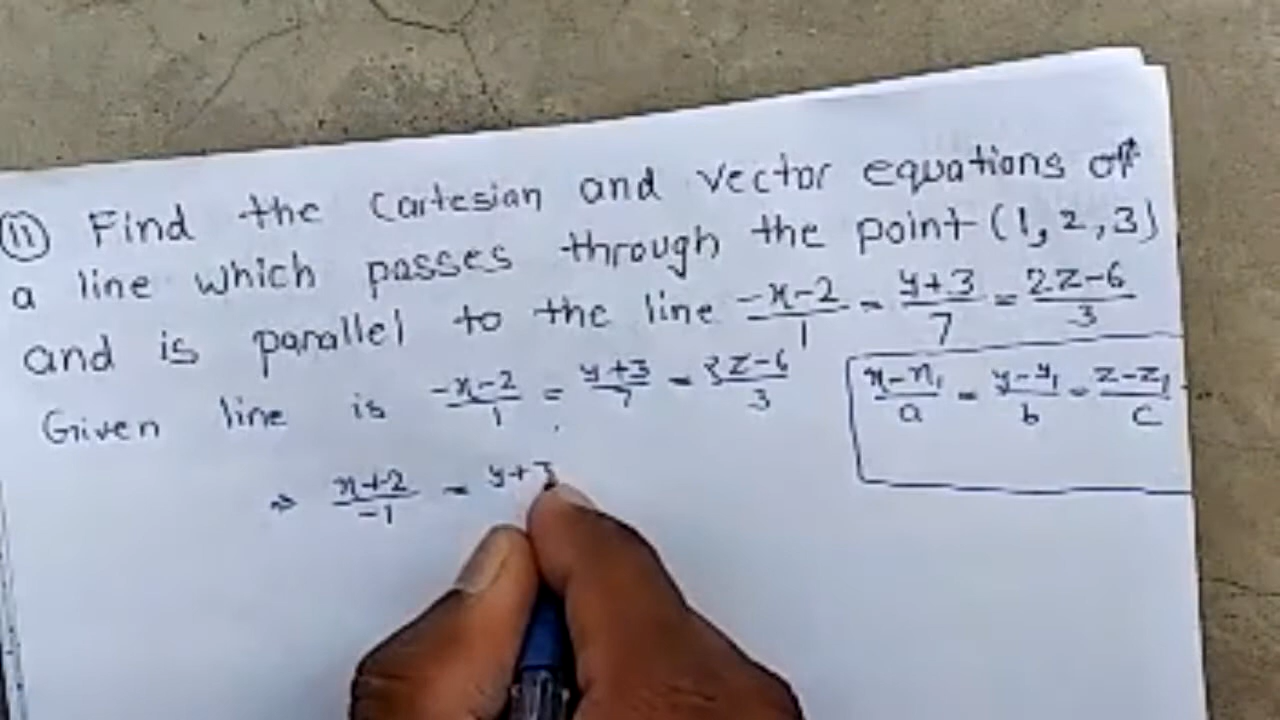 (11) Find the Cartesian and vector equations of
a line which passes through the point (1, 2, 3)
and is parallel to the line (-x-2)/1 = (y+3)/7 = (2z-6)/3
Given line is (-x-2)/1 = (y+3)/7 = (2z-6)/3
(x-x₁)/a = (y-y₁)/b = (z-z₁)/c
⇒ (x+2)/-1 = y+3